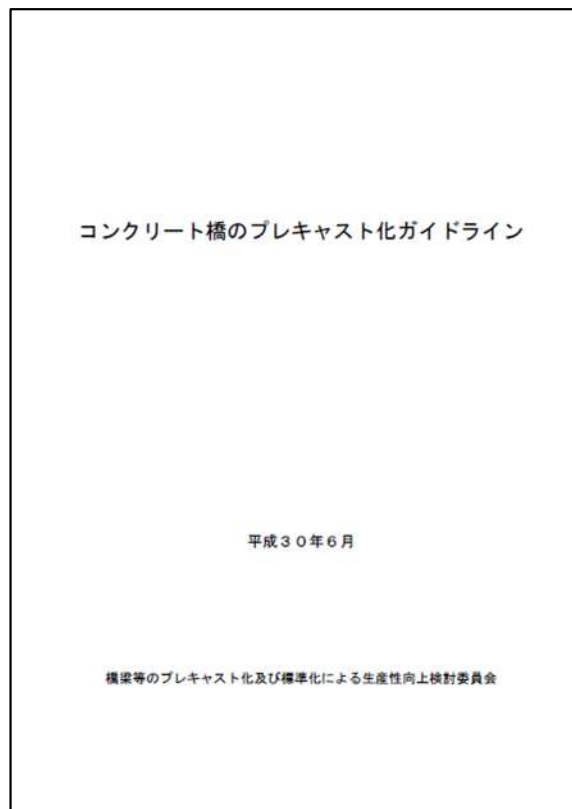 コンクリート橋のプレキャスト化ガイドライン
平成３０年６月
橋梁等のプレキャスト化及び標準化による生産性向上検討委員会